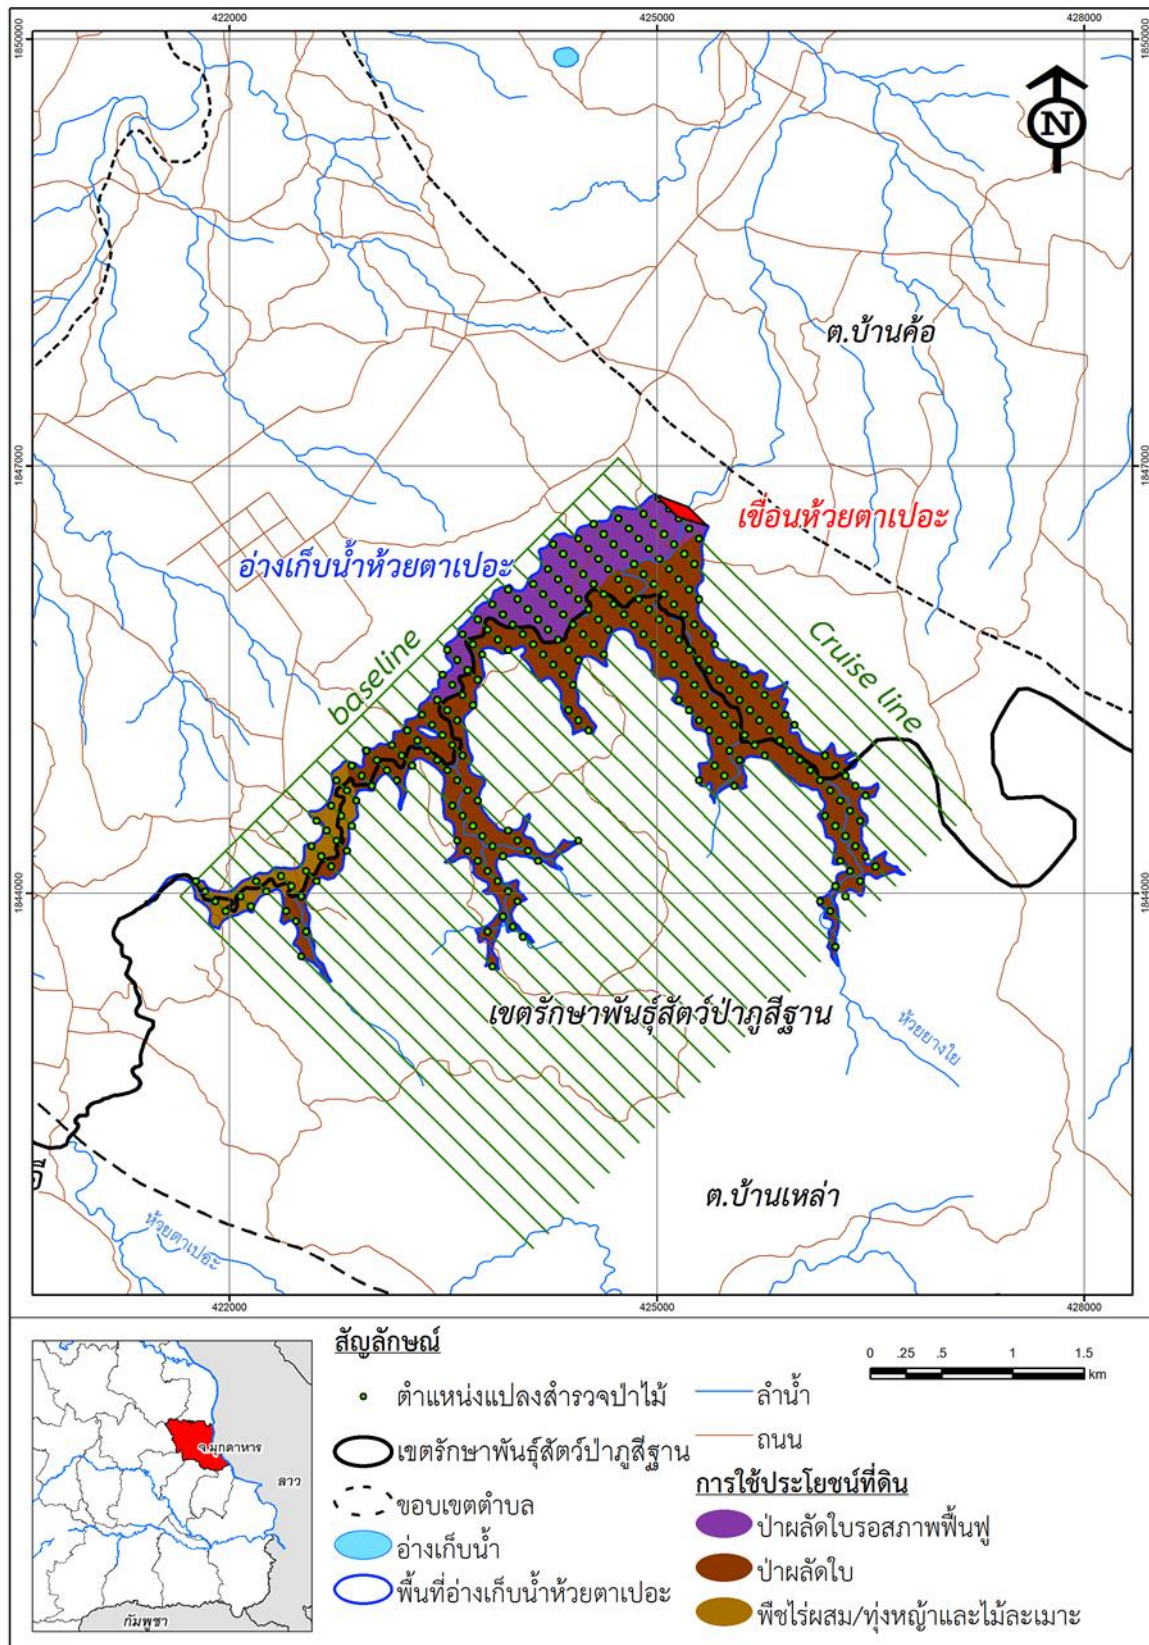 422000 425000 428000
1850000 1850000
N
ต.บ้านค้อ
1847000 1847000
เขื่อนห้วยตาเปอะ
อ่างเก็บน้ำห้วยตาเปอะ
baseline
Cruise line
1844000 1844000
เขตรักษาพันธุ์สัตว์ป่าภูสีฐาน
ห้วยยางใย
ต.บ้านเหล่า
ห้วยตาเปอะ
422000 425000 428000
สัญลักษณ์
ตำแหน่งแปลงสำรวจป่าไม้
เขตรักษาพันธุ์สัตว์ป่าภูสีฐาน
ขอบเขตตำบล
อ่างเก็บน้ำ
พื้นที่อ่างเก็บน้ำห้วยตาเปอะ
ลำน้ำ
ถนน
การใช้ประโยชน์ที่ดิน
ป่าผลัดใบรอสภาพฟื้นฟู
ป่าผลัดใบ
พืชไร่ผสม/ทุ่งหญ้าและไม้ละเมาะ
0 .25 .5 1 1.5
km
จ.มุกดาหาร
ลาว
กัมพูชา